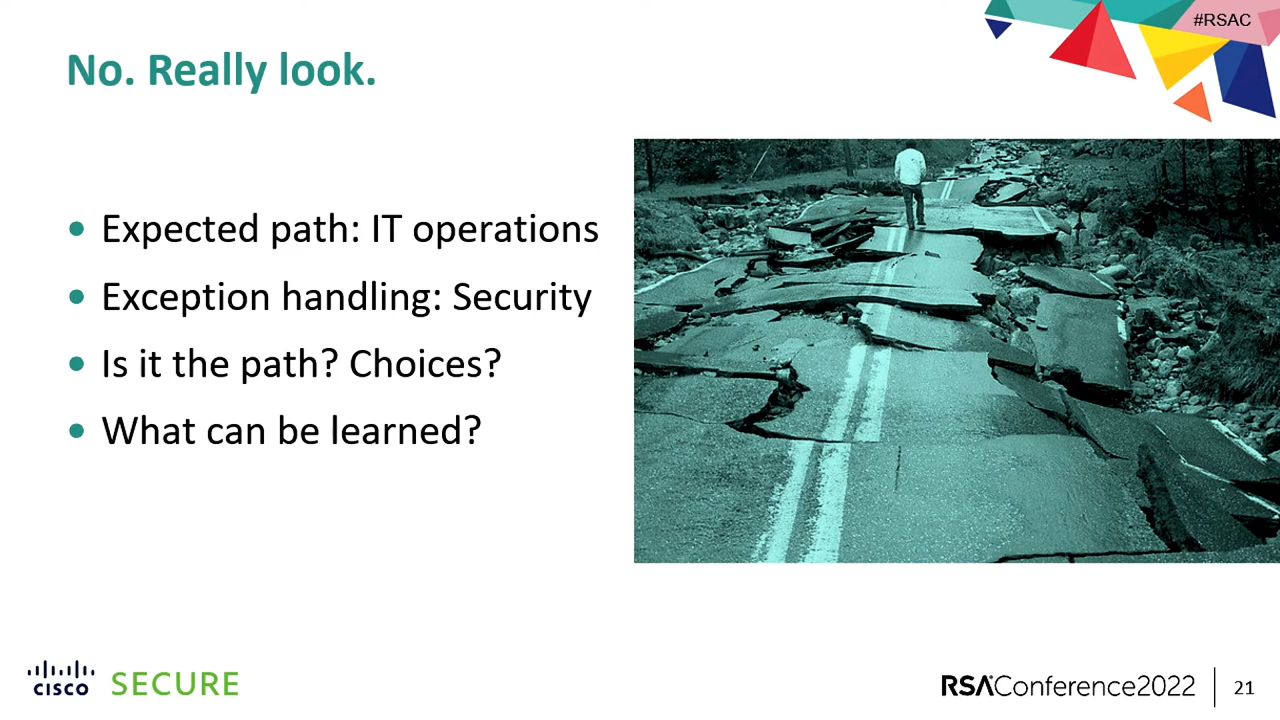 #RSAC
No. Really look.
• Expected path: IT operations
• Exception handling: Security
• Is it the path? Choices?
• What can be learned?
CISCO SECURE
RSAConference2022
21